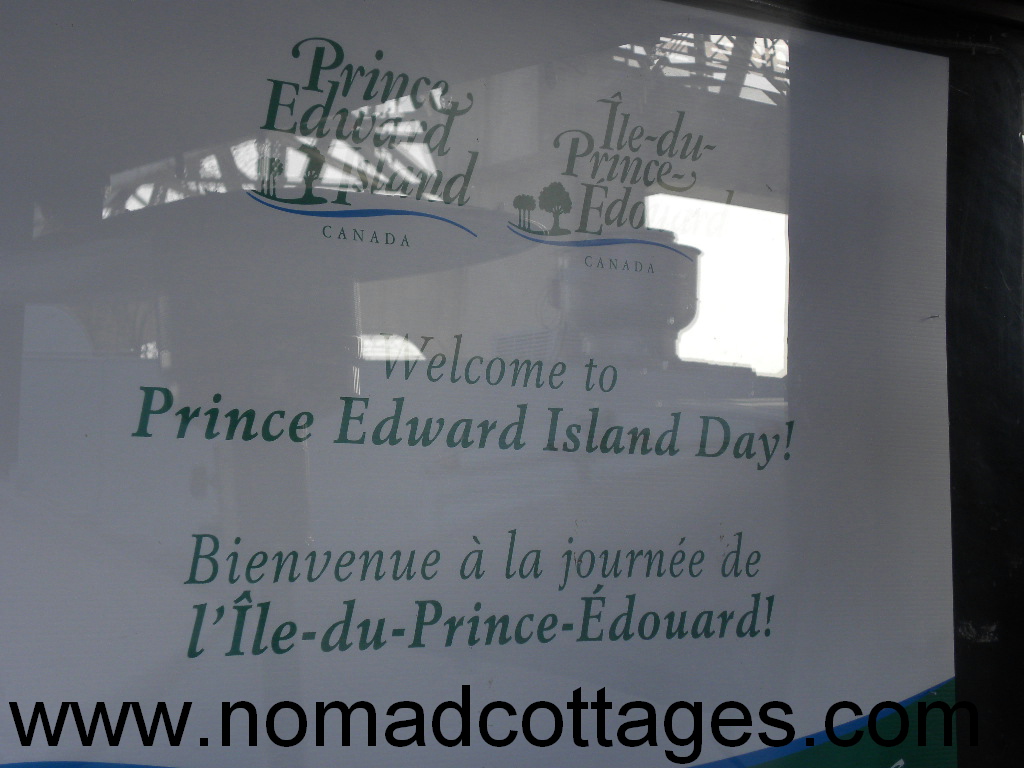 Prince
Edward
Island
CANADA
Île-du-
Prince-
Édouard
CANADA
Welcome to
Prince Edward Island Day!
Bienvenue à la journée de
l'Île-du-Prince-Édouard!
www.nomadcottages.com